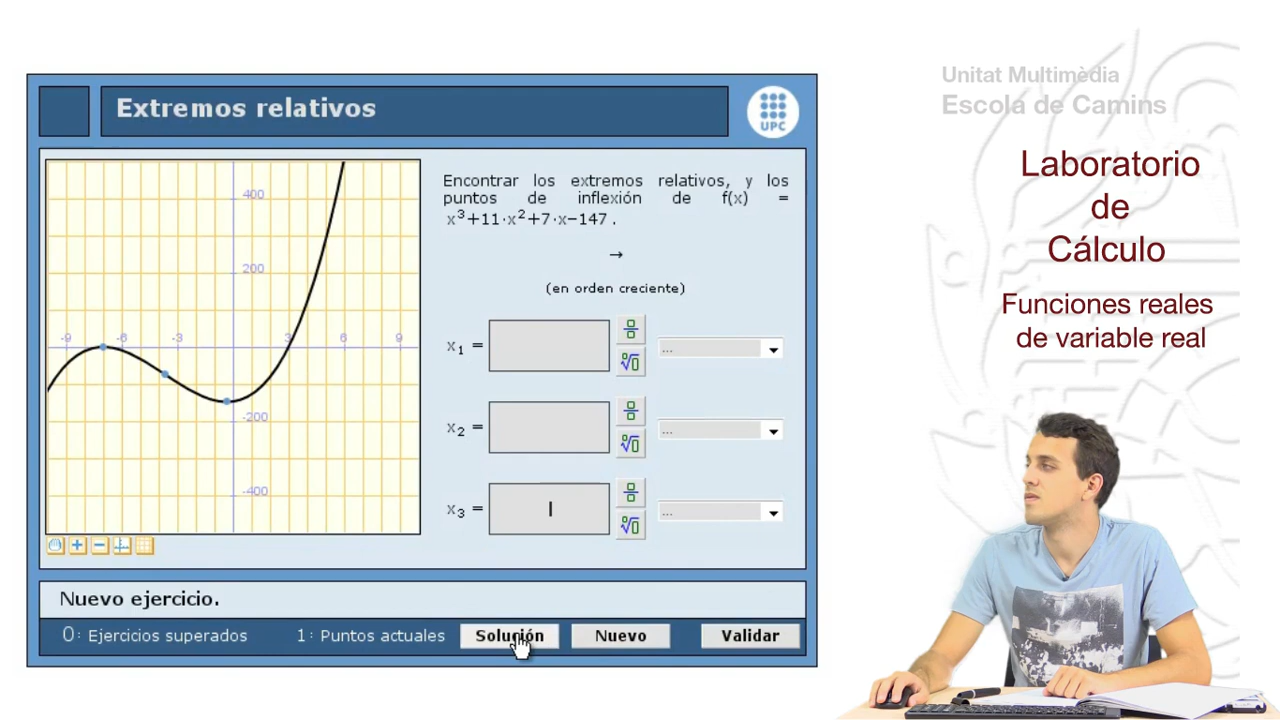 Unitat Multimèdia
Escola de Camins
Laboratorio
de
Cálculo
Funciones reales
de variable real
Extremos relativos
UPC
400
200
-9 -6 -3 3 6 9
-200
-400
Encontrar los extremos relativos, y los
puntos de inflexión de f(x) =
x³+11·x²+7·x−147 .
→
(en orden creciente)
x₁ = ...
x₂ = ...
x₃ = ...
Nuevo ejercicio.
0: Ejercicios superados 1: Puntos actuales Solución Nuevo Validar